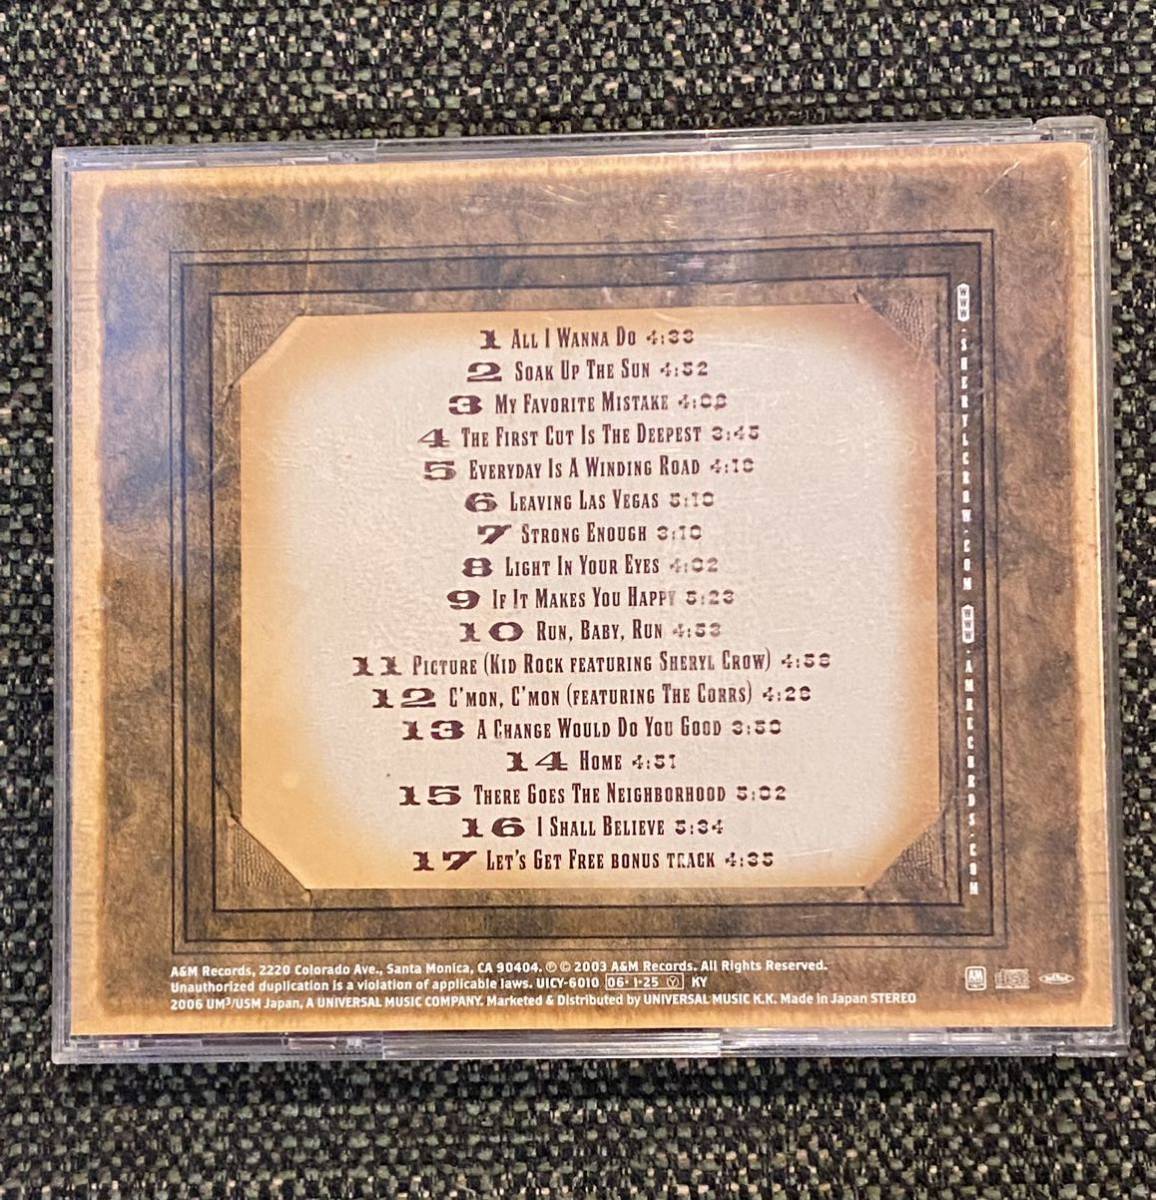 1 ALL I WANNA DO 4:33
2 SOAK UP THE SUN 4:52
3 MY FAVORITE MISTAKE 4:08
4 THE FIRST CUT IS THE DEEPEST 3:45
5 EVERYDAY IS A WINDING ROAD 4:18
6 LEAVING LAS VEGAS 5:10
7 STRONG ENOUGH 3:10
8 LIGHT IN YOUR EYES 4:02
9 IF IT MAKES YOU HAPPY 5:23
10 RUN, BABY, RUN 4:53
11 PICTURE (KID ROCK FEATURING SHERYL CROW) 4:58
12 C'MON, C'MON (FEATURING THE CORRS) 4:28
13 A CHANGE WOULD DO YOU GOOD 3:50
14 HOME 4:51
15 THERE GOES THE NEIGHBORHOOD 5:02
16 I SHALL BELIEVE 5:34
17 LET'S GET FREE BONUS TRACK 4:35
WWW.SHERYLCROW.COM WWW.AMRECORDS.COM
A&M Records, 2220 Colorado Ave., Santa Monica, CA 90404. ℗ © 2003 A&M Records. All Rights Reserved.
Unauthorized duplication is a violation of applicable laws. UICY-6010 06·1·25 Ⓨ KY
2006 UM³/USM Japan, A UNIVERSAL MUSIC COMPANY. Marketed & Distributed by UNIVERSAL MUSIC K.K. Made in Japan STEREO